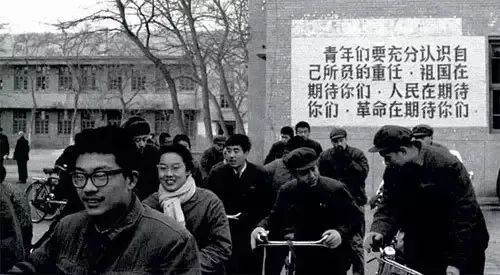 青年们要充分认识自
己所负的重任，祖国在
期待你们，人民在期待
你们，革命在期待你们．